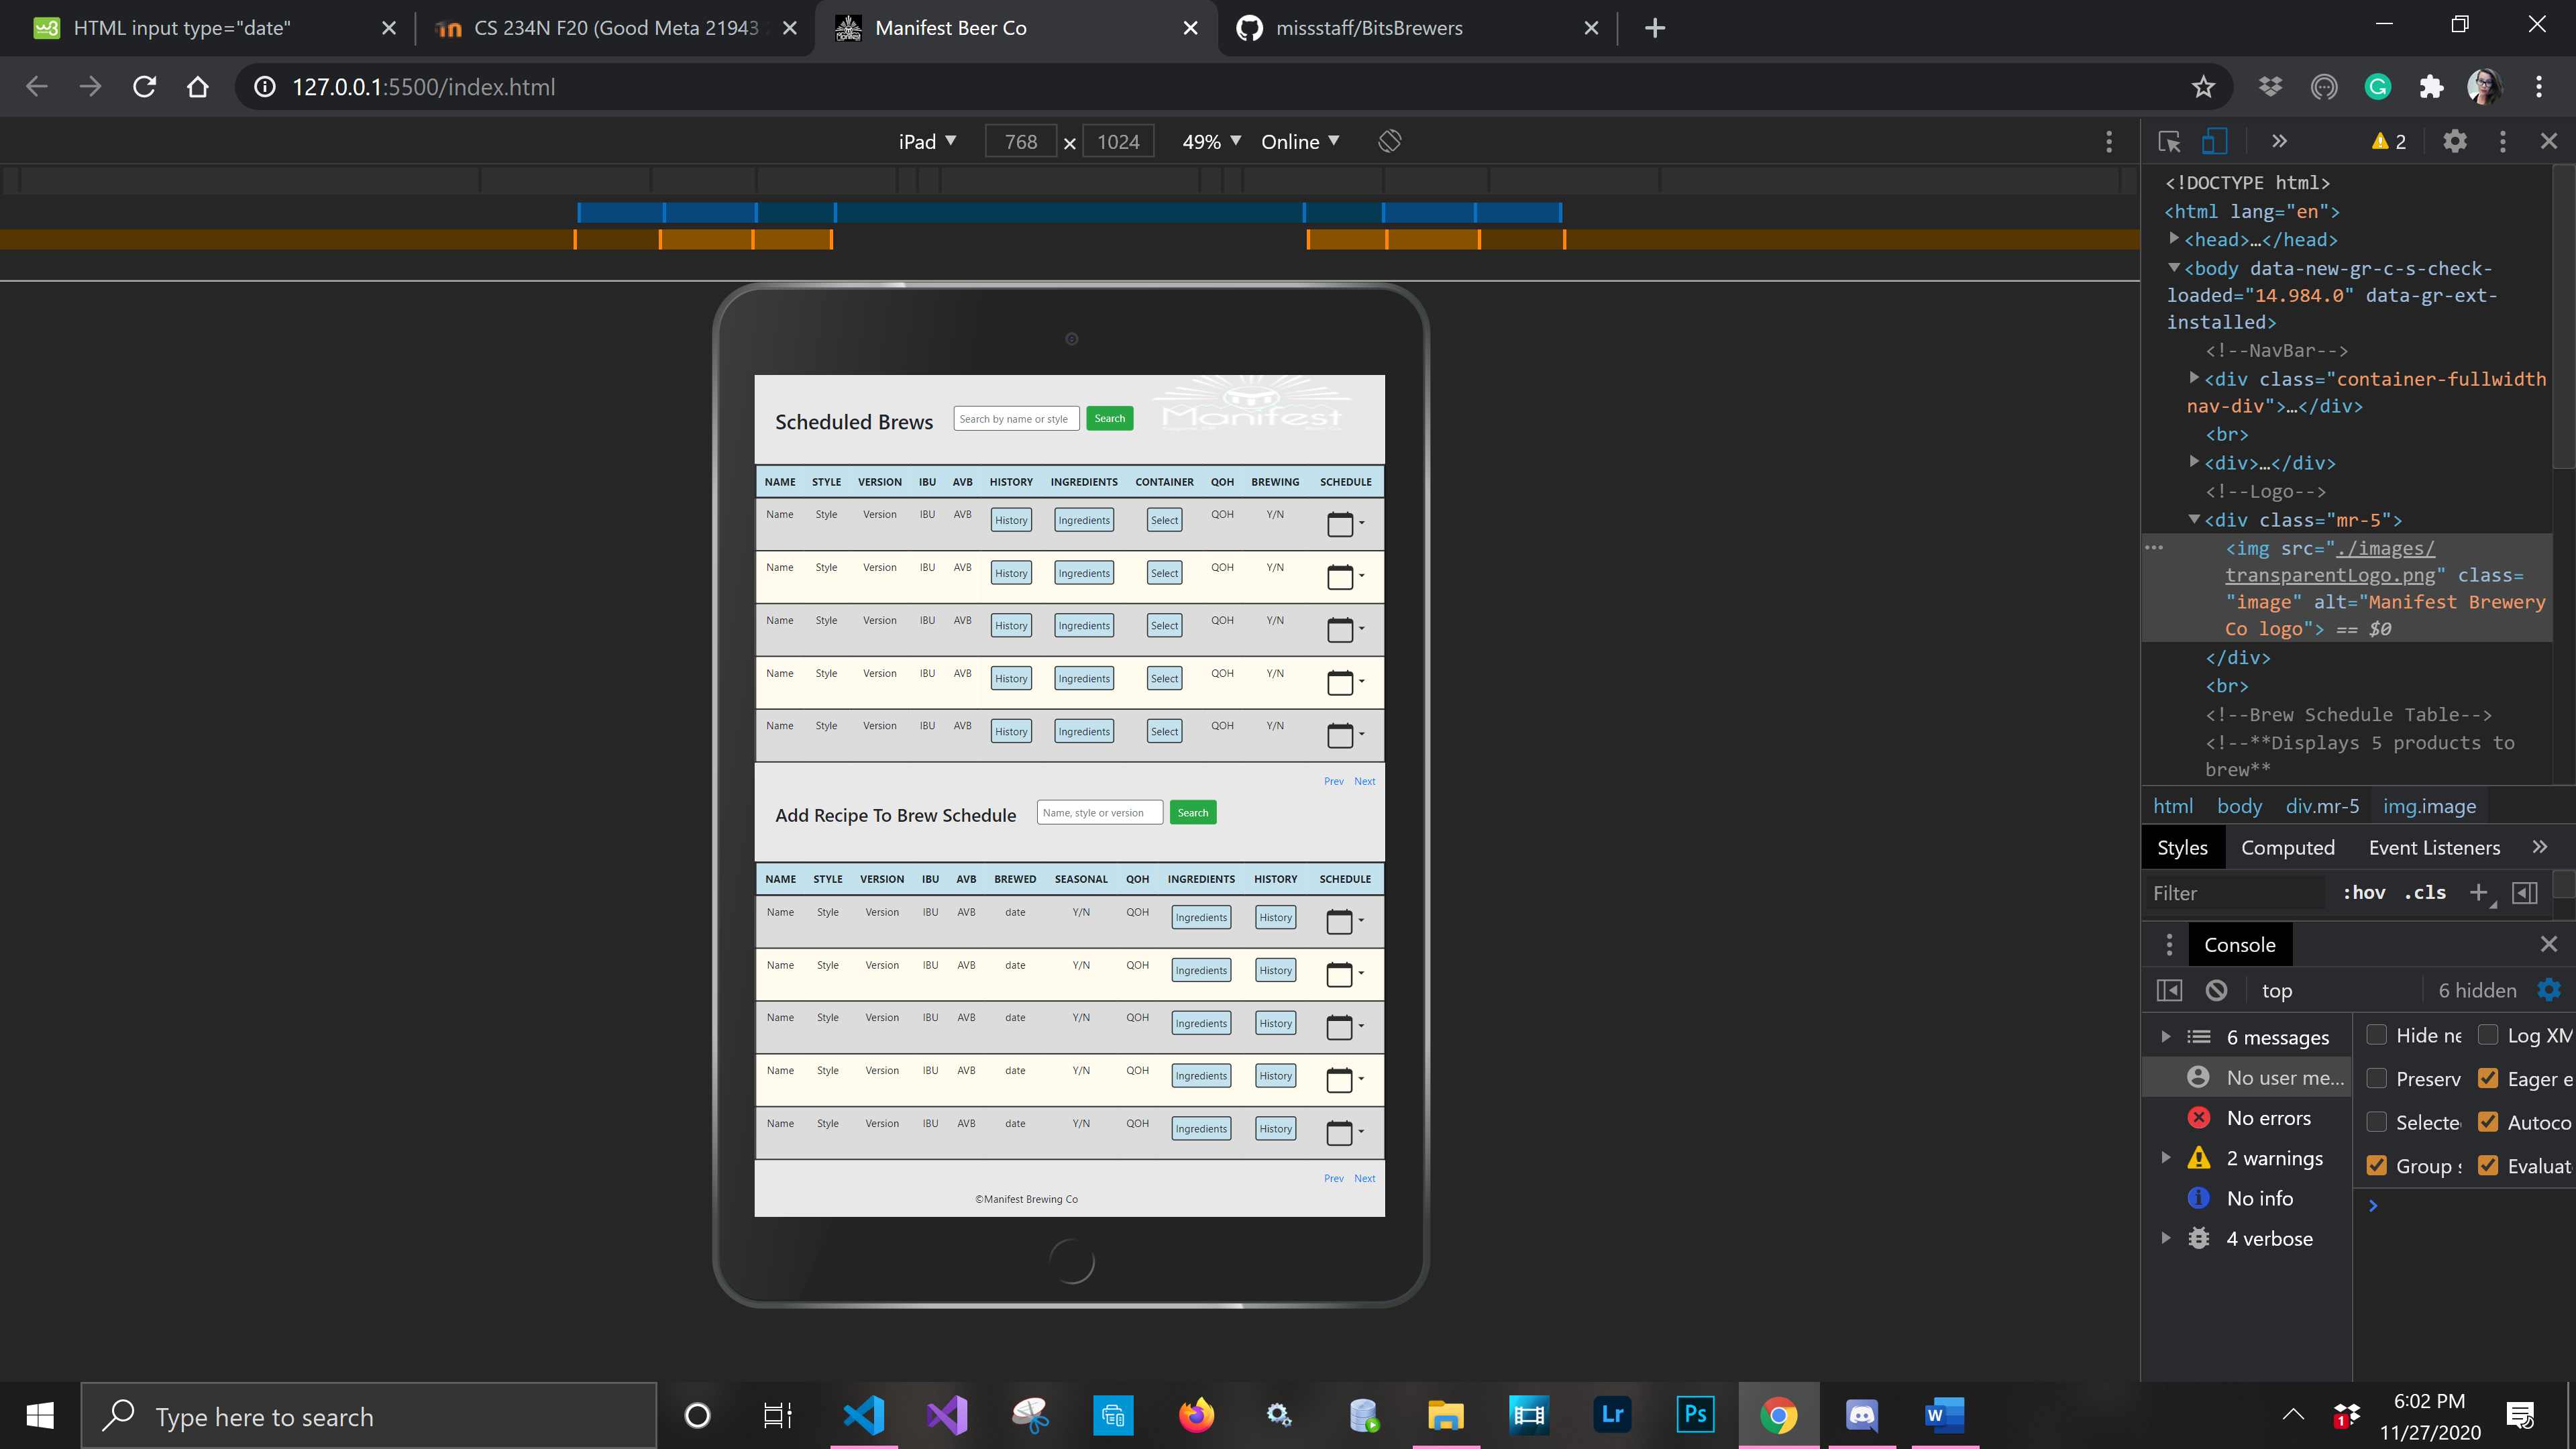 HTML input type="date"
CS 234N F20 (Good Meta 21943
Manifest Beer Co
missstaff/BitsBrewers
127.0.0.1:5500/index.html
iPad ▼ 768 × 1024 49% ▼ Online ▼
2
Scheduled Brews Search by name or style Search Manifest
NAME STYLE VERSION IBU AVB HISTORY INGREDIENTS CONTAINER QOH BREWING SCHEDULE
Name Style Version IBU AVB History Ingredients Select QOH Y/N
Name Style Version IBU AVB History Ingredients Select QOH Y/N
Name Style Version IBU AVB History Ingredients Select QOH Y/N
Name Style Version IBU AVB History Ingredients Select QOH Y/N
Name Style Version IBU AVB History Ingredients Select QOH Y/N
Prev Next
Add Recipe To Brew Schedule Name, style or version Search
NAME STYLE VERSION IBU AVB BREWED SEASONAL QOH INGREDIENTS HISTORY SCHEDULE
Name Style Version IBU AVB date Y/N QOH Ingredients History
Name Style Version IBU AVB date Y/N QOH Ingredients History
Name Style Version IBU AVB date Y/N QOH Ingredients History
Name Style Version IBU AVB date Y/N QOH Ingredients History
Name Style Version IBU AVB date Y/N QOH Ingredients History
Prev Next
©Manifest Brewing Co
<!DOCTYPE html>
<html lang="en">
<head>…</head>
<body data-new-gr-c-s-check-
loaded="14.984.0" data-gr-ext-
installed>
<!--NavBar-->
<div class="container-fullwidth
nav-div">…</div>
<br>
<div>…</div>
<!--Logo-->
<div class="mr-5">
<img src="./images/
transparentLogo.png" class=
"image" alt="Manifest Brewery
Co logo"> == $0
</div>
<br>
<!--Brew Schedule Table-->
<!--**Displays 5 products to
brew**
html body div.mr-5 img.image
Styles Computed Event Listeners
Filter :hov .cls
Console
top 6 hidden
6 messages
No user me...
No errors
2 warnings
No info
4 verbose
Hide ne Log XM
Preserv Eager e
Selecte Autoco
Group s Evaluat
Type here to search
Lr
Ps
W
1
6:02 PM
11/27/2020